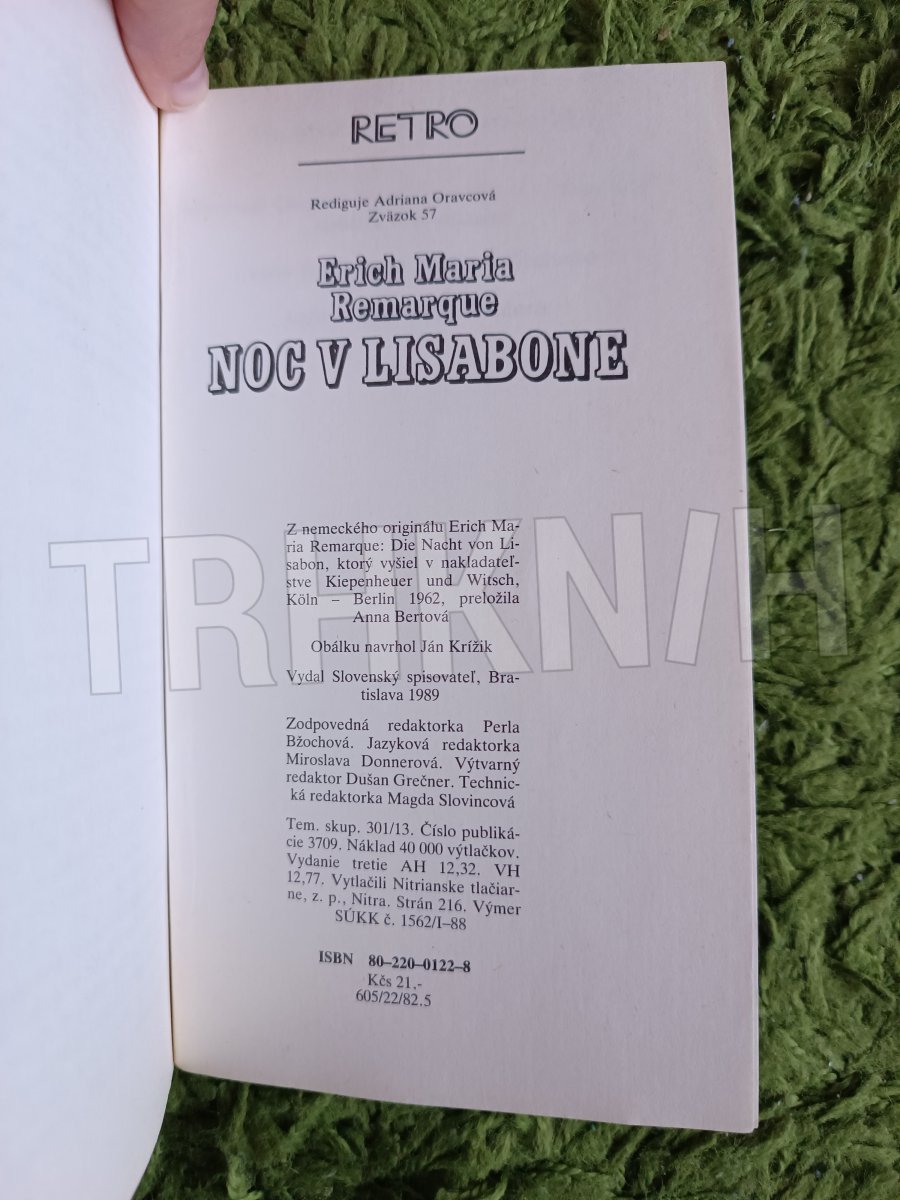 RETRO
Rediguje Adriana Oravcová
Zväzok 57
Erich Maria
Remarque
NOC V LISABONE
Z nemeckého originálu Erich Ma-
ria Remarque: Die Nacht von Li-
sabon, ktorý vyšiel v nakladateľ-
stve Kiepenheuer und Witsch,
Köln – Berlin 1962, preložila
Anna Bertová
Obálku navrhol Ján Krížik
Vydal Slovenský spisovateľ, Bra-
tislava 1989
Zodpovedná redaktorka Perla
Bžochová. Jazyková redaktorka
Miroslava Donnerová. Výtvarný
redaktor Dušan Grečner. Technic-
ká redaktorka Magda Slovincová
Tem. skup. 301/13. Číslo publiká-
cie 3709. Náklad 40 000 výtlačkov.
Vydanie tretie AH 12,32. VH
12,77. Vytlačili Nitrianske tlačiar-
ne, z. p., Nitra. Strán 216. Výmer
SÚKK č. 1562/I–88
ISBN 80–220–0122–8
Kčs 21,-
605/22/82.5
TRHKNIH